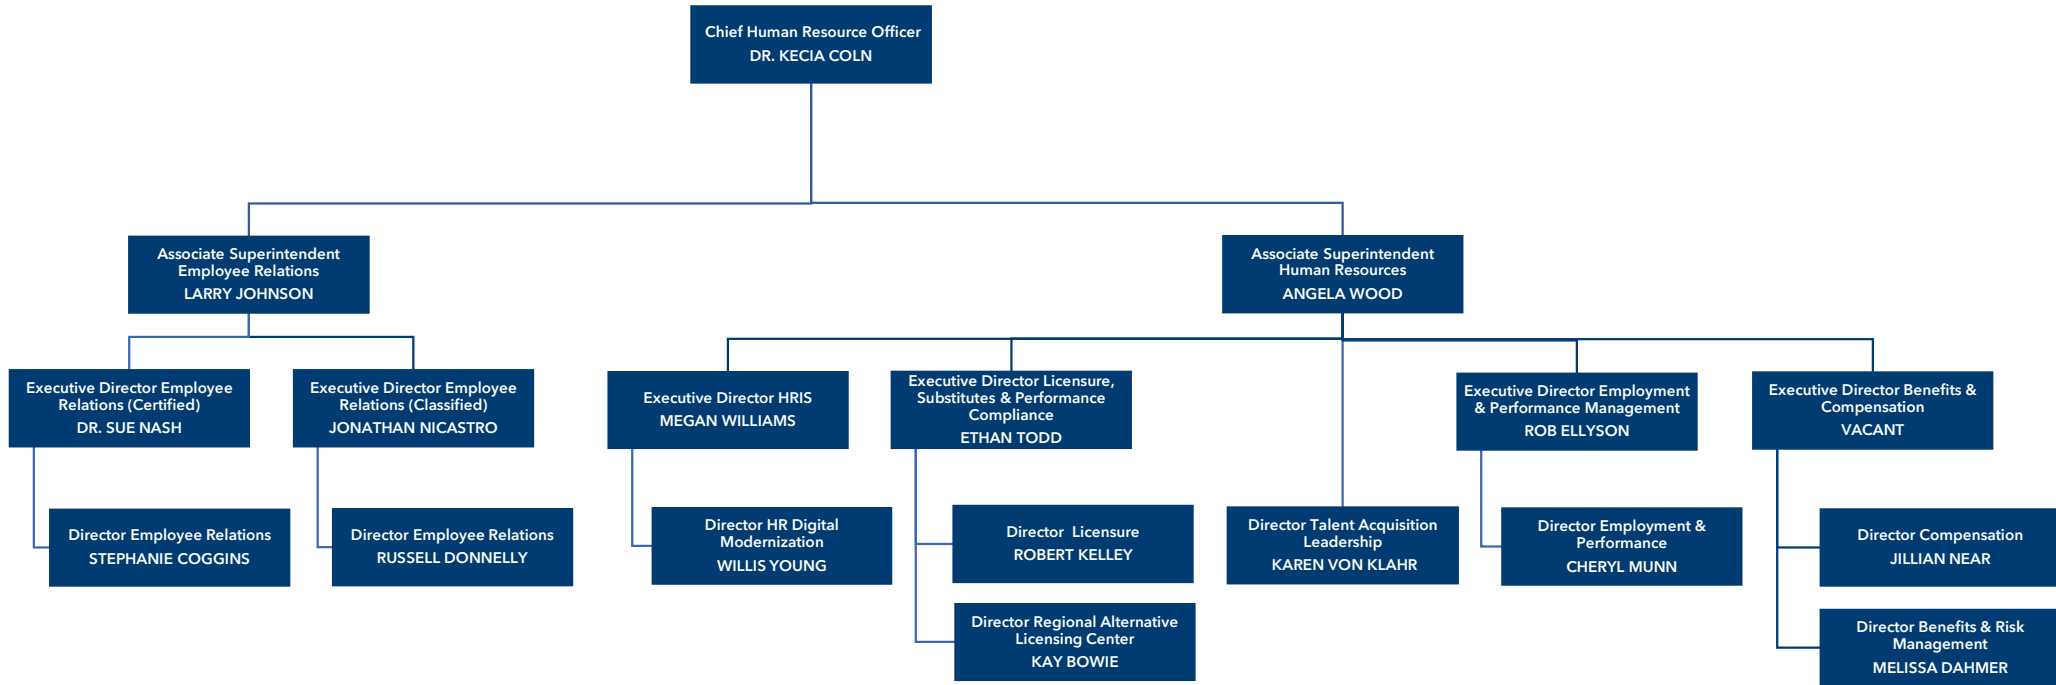 Chief Human Resource Officer
DR. KECIA COLN
Associate Superintendent
Employee Relations
LARRY JOHNSON
Associate Superintendent
Human Resources
ANGELA WOOD
Executive Director Employee
Relations (Certified)
DR. SUE NASH
Executive Director Employee
Relations (Classified)
JONATHAN NICASTRO
Executive Director HRIS
MEGAN WILLIAMS
Executive Director Licensure,
Substitutes & Performance
Compliance
ETHAN TODD
Executive Director Employment
& Performance Management
ROB ELLYSON
Executive Director Benefits &
Compensation
VACANT
Director Employee Relations
STEPHANIE COGGINS
Director Employee Relations
RUSSELL DONNELLY
Director HR Digital
Modernization
WILLIS YOUNG
Director Licensure
ROBERT KELLEY
Director Talent Acquisition
Leadership
KAREN VON KLAHR
Director Employment &
Performance
CHERYL MUNN
Director Compensation
JILLIAN NEAR
Director Regional Alternative
Licensing Center
KAY BOWIE
Director Benefits & Risk
Management
MELISSA DAHMER